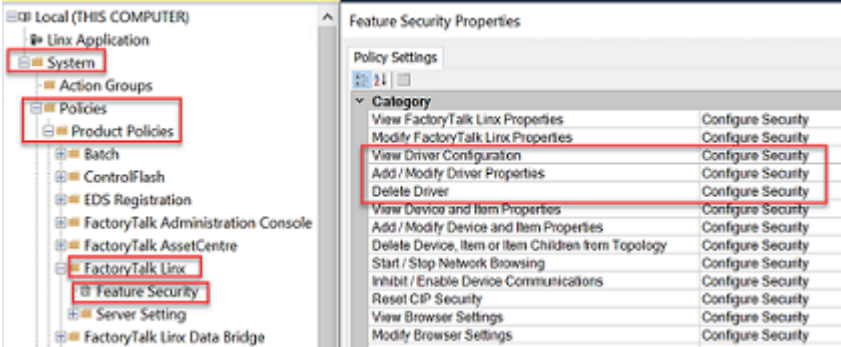 Local (THIS COMPUTER)
Linx Application
System
Action Groups
Policies
Product Policies
Batch
ControlFlash
EDS Registration
FactoryTalk Administration Console
FactoryTalk AssetCentre
FactoryTalk Linx
Feature Security
Server Setting
FactoryTalk Linx Data Bridge
Feature Security Properties
Policy Settings
Category
View FactoryTalk Linx Properties Configure Security
Modify FactoryTalk Linx Properties Configure Security
View Driver Configuration Configure Security
Add / Modify Driver Properties Configure Security
Delete Driver Configure Security
View Device and Item Properties Configure Security
Add / Modify Device and Item Properties Configure Security
Delete Device, Item or Item Children from Topology Configure Security
Start / Stop Network Browsing Configure Security
Inhibit / Enable Device Communications Configure Security
Reset CIP Security Configure Security
View Browser Settings Configure Security
Modify Browser Settings Configure Security